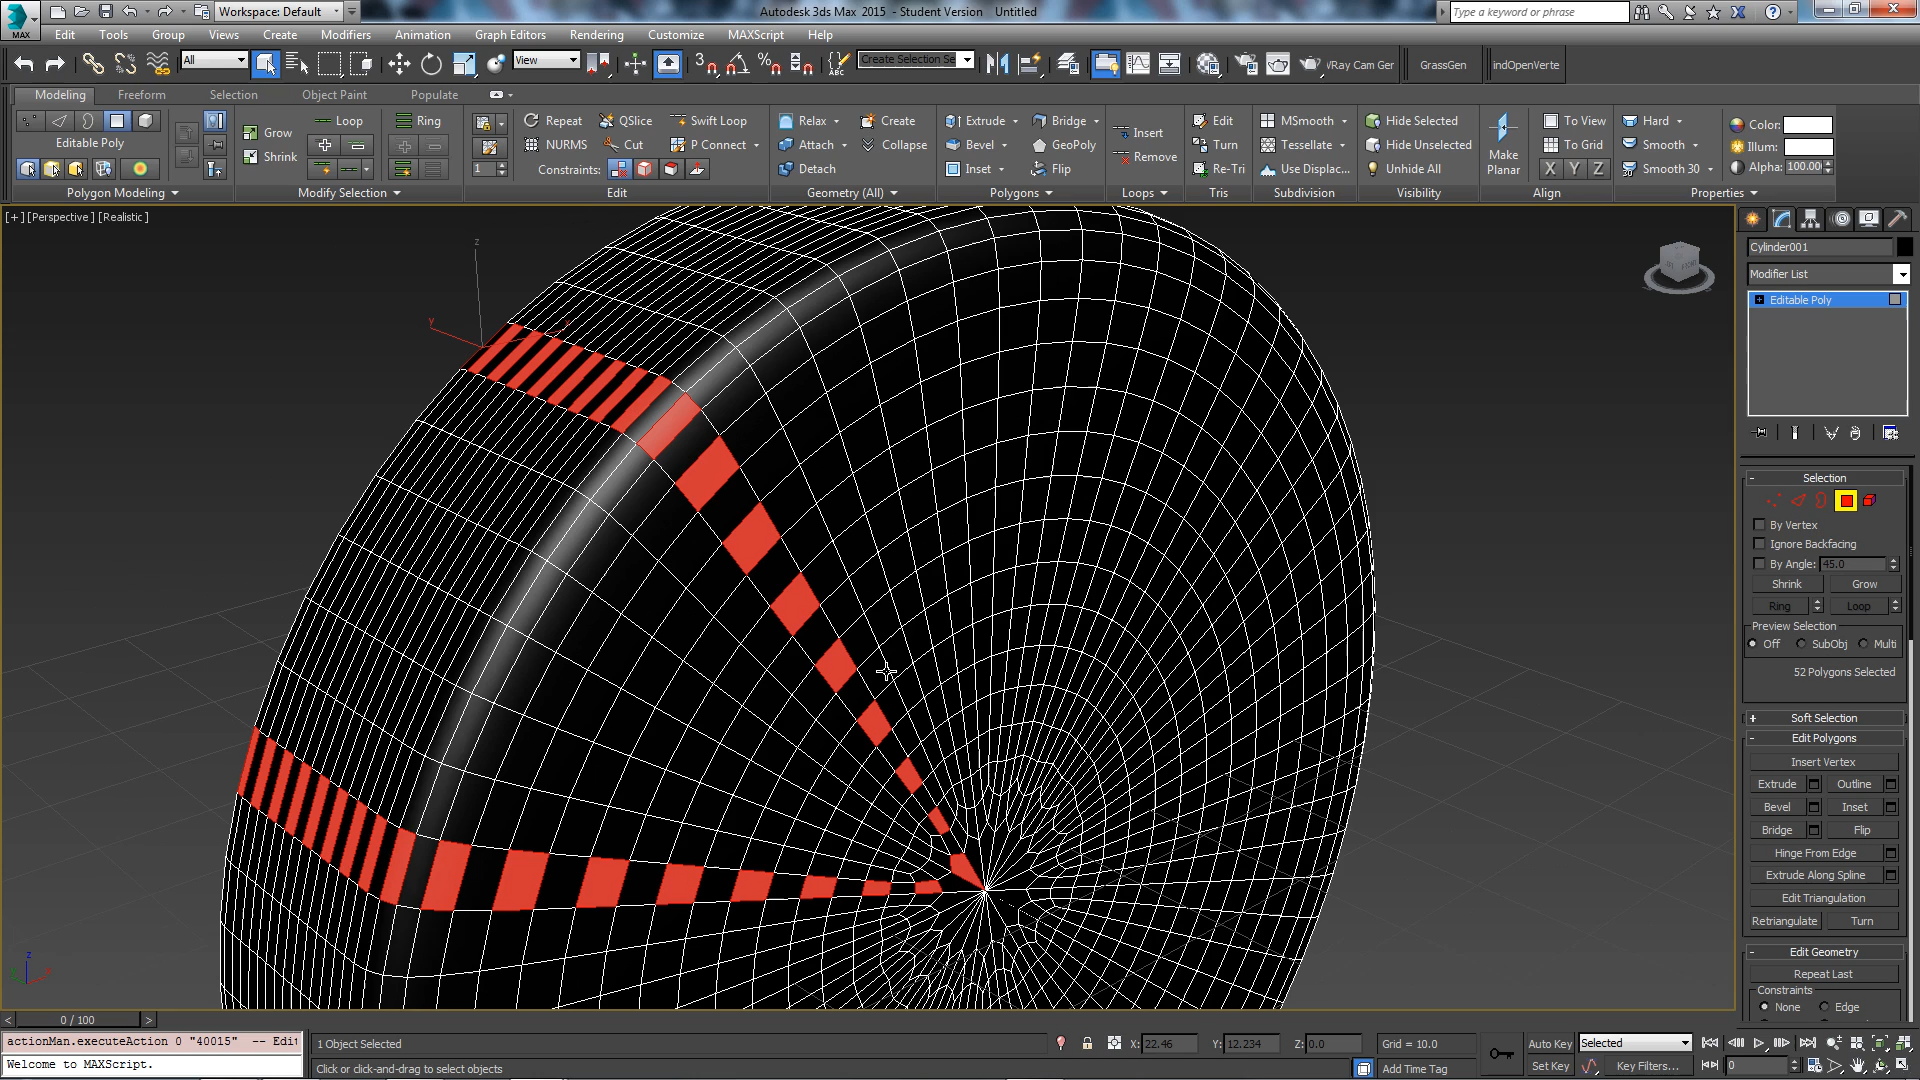 Workspace: Default
Autodesk 3ds Max 2015 - Student Version Untitled
Type a keyword or phrase
MAX
Edit Tools Group Views Create Modifiers Animation Graph Editors Rendering Customize MAXScript Help
All
View
Create Selection Se
VRay Cam Ger
GrassGen
indOpenVerte
Modeling Freeform Selection Object Paint Populate
Editable Poly
Polygon Modeling
Grow
Shrink
Loop
Ring
Modify Selection
1
Repeat QSlice Swift Loop
NURMS Cut P Connect
Constraints:
Edit
Relax Create
Attach Collapse
Detach
Geometry (All)
Extrude Bridge
Bevel GeoPoly
Inset Flip
Polygons
Insert
Remove
Loops
Edit
Turn
Re-Tri
Tris
MSmooth
Tessellate
Use Displac...
Subdivision
Hide Selected
Hide Unselected
Unhide All
Visibility
Make
Planar
To View
To Grid
X Y Z
Align
Hard
Smooth
Smooth 30
Color:
Illum:
Alpha: 100.00
Properties
[+] [Perspective] [Realistic]
z
y
x
z
Cylinder001
Modifier List
Editable Poly
Selection
By Vertex
Ignore Backfacing
By Angle: 45.0
Shrink Grow
Ring Loop
Preview Selection
Off SubObj Multi
52 Polygons Selected
+ Soft Selection
- Edit Polygons
Insert Vertex
Extrude Outline
Bevel Inset
Bridge Flip
Hinge From Edge
Extrude Along Spline
Edit Triangulation
Retriangulate Turn
- Edit Geometry
Repeat Last
Constraints
None Edge
< 0 / 100 >
actionMan.executeAction 0 "40015" -- Edit
Welcome to MAXScript.
1 Object Selected
Click or click-and-drag to select objects
X: 22.46 Y: 12.234 Z: 0.0
Grid = 10.0
Add Time Tag
Auto Key Selected
Set Key Key Filters...
0